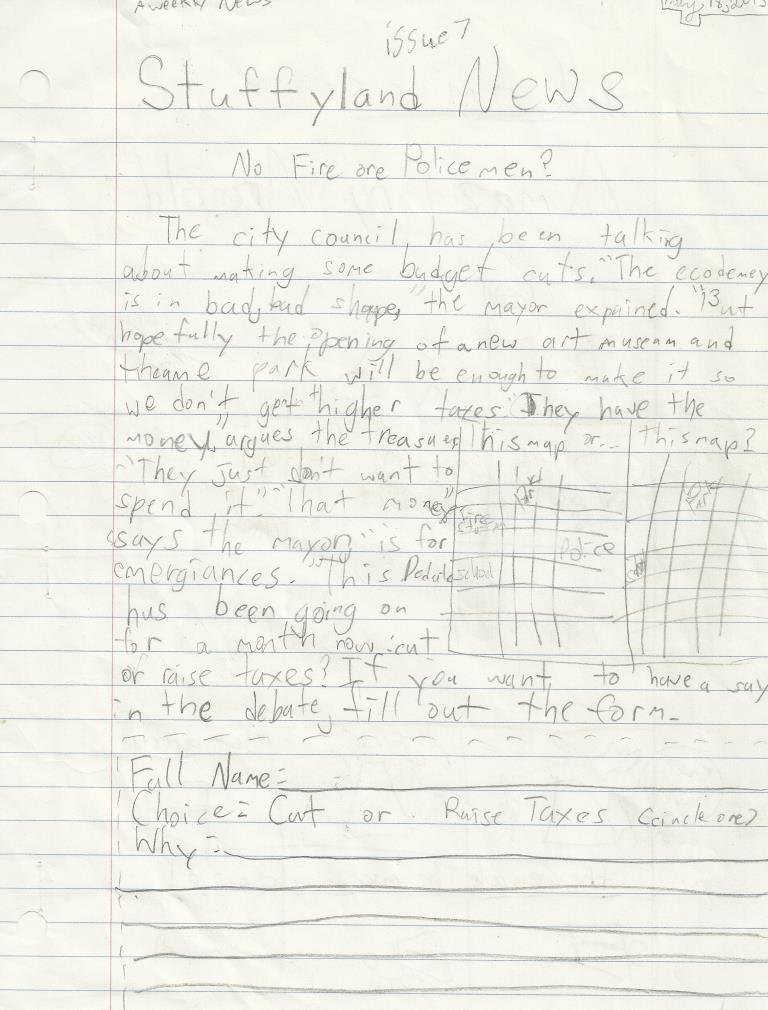 A Weekly News
May 18, 201
issue 7
Stuffyland News
No Fire ore Policemen?
The city council, has been talking
about making some budget cuts. "The ecodemey
is in bad, bad shape," the mayor expained. "But
hopefully the opening of a new art museam and
theame park will be enough to make it so
we don't get higher taxes." They have the
money," argues the treasuer
"They just don't want to
spend it" "That money"
says the mayor, "is for
emergiances." This Debate
hus been going on
for a month now: cut
or raise taxes? If you want to have a say
in the debate, fill out the form.
This map or...
this map?
fire
station
Police
school
Full Name=
Choice= Cut or Raise Taxes (cincle one)
Why=